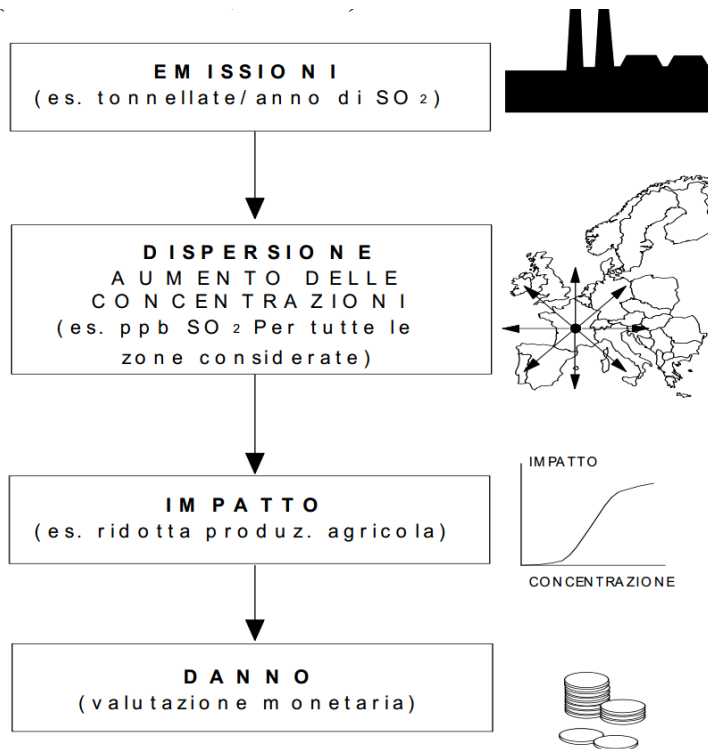 EMISSIONI
(es. tonnellate/anno di SO2)
DISPERSIONE
AUMENTO DELLE
CONCENTRAZIONI
(es. ppb SO2 Per tutte le
zone considerate)
IMPATTO
(es. ridotta produz. agricola)
IMPATTO
CONCENTRAZIONE
DANNO
(valutazione monetaria)